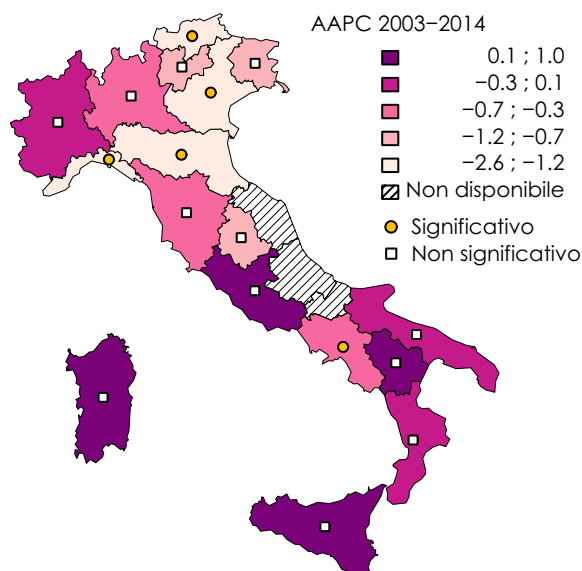 AAPC 2003−2014
0.1 ; 1.0
−0.3 ; 0.1
−0.7 ; −0.3
−1.2 ; −0.7
−2.6 ; −1.2
Non disponibile
Significativo
Non significativo